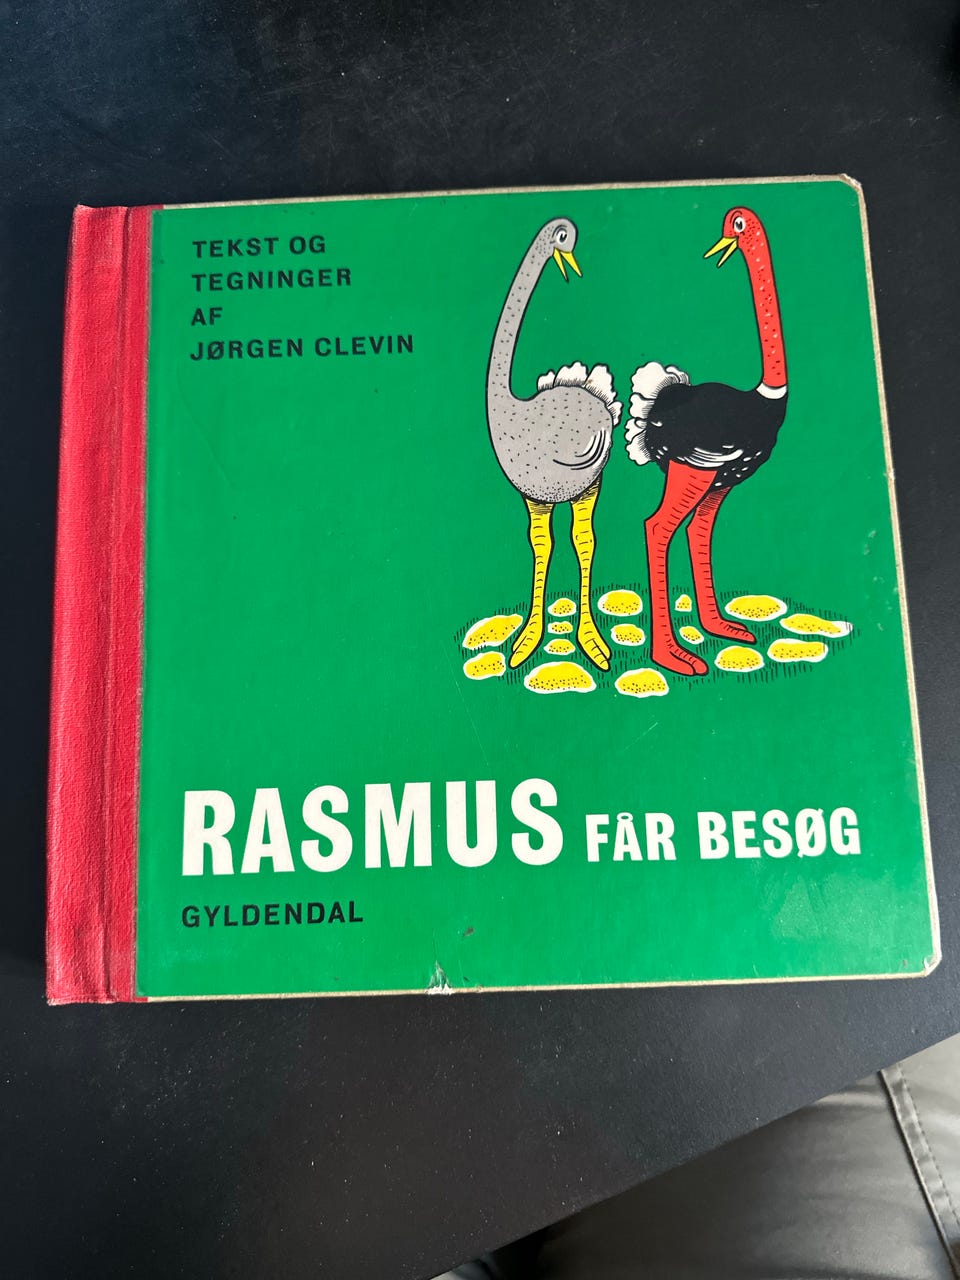 TEKST OG
TEGNINGER
AF
JØRGEN CLEVIN
RASMUS FÅR BESØG
GYLDENDAL